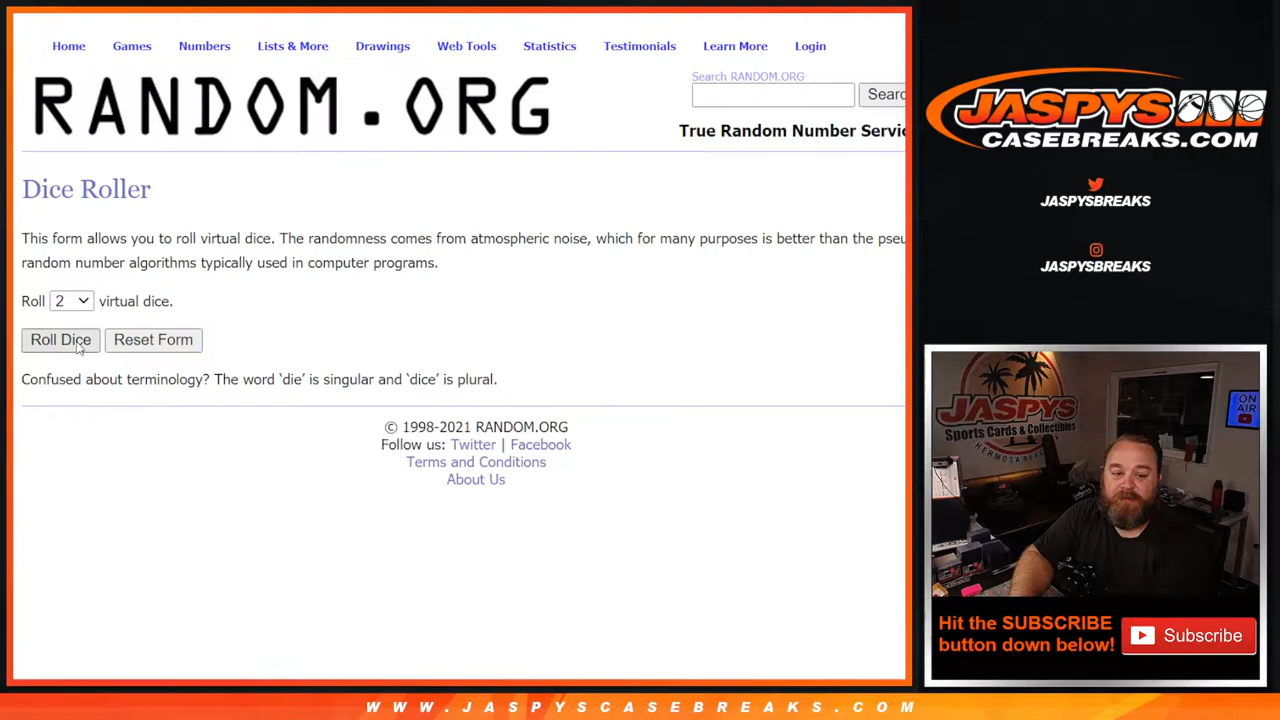 Home Games Numbers Lists & More Drawings Web Tools Statistics Testimonials Learn More Login
RANDOM.ORG
Search RANDOM.ORG
Searc
True Random Number Servic
Dice Roller
This form allows you to roll virtual dice. The randomness comes from atmospheric noise, which for many purposes is better than the pseu
random number algorithms typically used in computer programs.
Roll 2 virtual dice.
Roll Dice Reset Form
Confused about terminology? The word ‘die’ is singular and ‘dice’ is plural.
© 1998-2021 RANDOM.ORG
Follow us: Twitter | Facebook
Terms and Conditions
About Us
JASPYS
CASEBREAKS.COM
JASPYSBREAKS
JASPYSBREAKS
JASPYS
Sports Cards & Collectibles
HERMOSA BEACH
ON
AIR
Hit the SUBSCRIBE
button down below!
Subscribe
WWW.JASPYSCASEBREAKS.COM